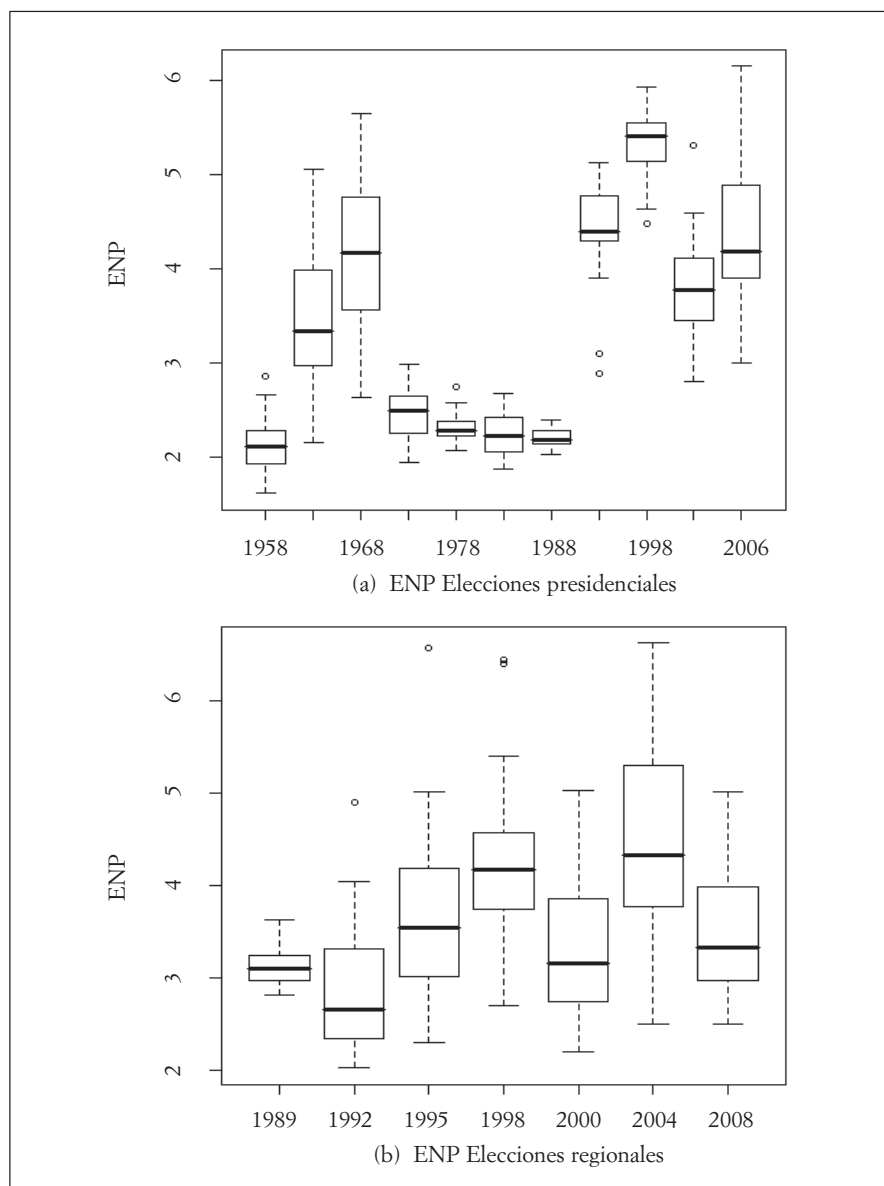 6
5
4
3
2
ENP
1958 1968 1978 1988 1998 2006
(a) ENP Elecciones presidenciales
6
5
4
3
2
ENP
1989 1992 1995 1998 2000 2004 2008
(b) ENP Elecciones regionales